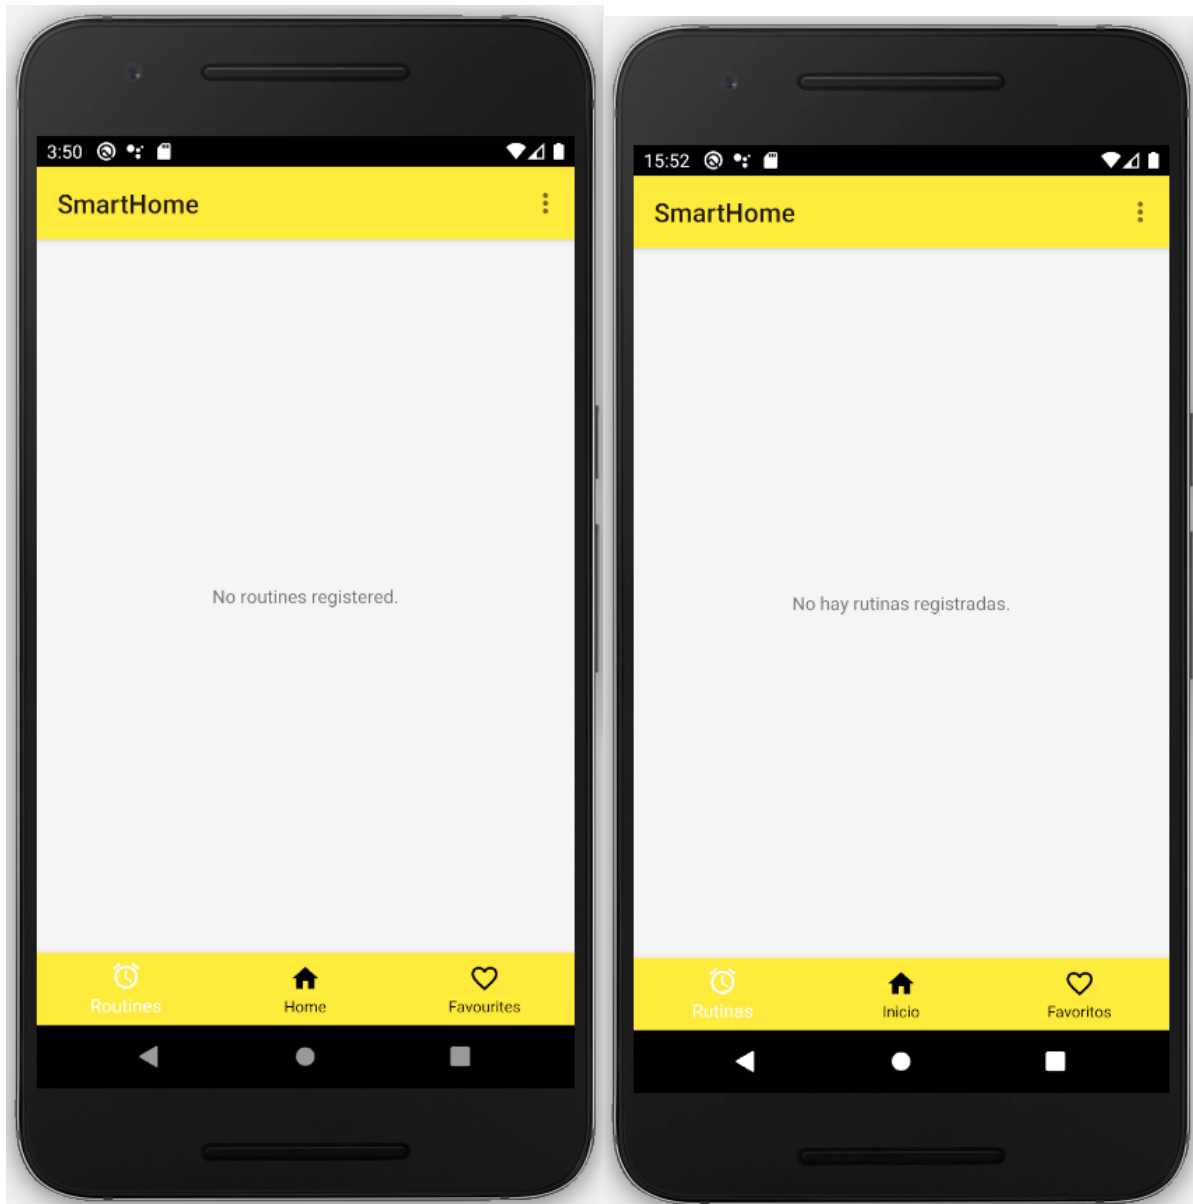 3:50
SmartHome
No routines registered.
Routines
Home
Favourites
15:52
SmartHome
No hay rutinas registradas.
Rutinas
Inicio
Favoritos